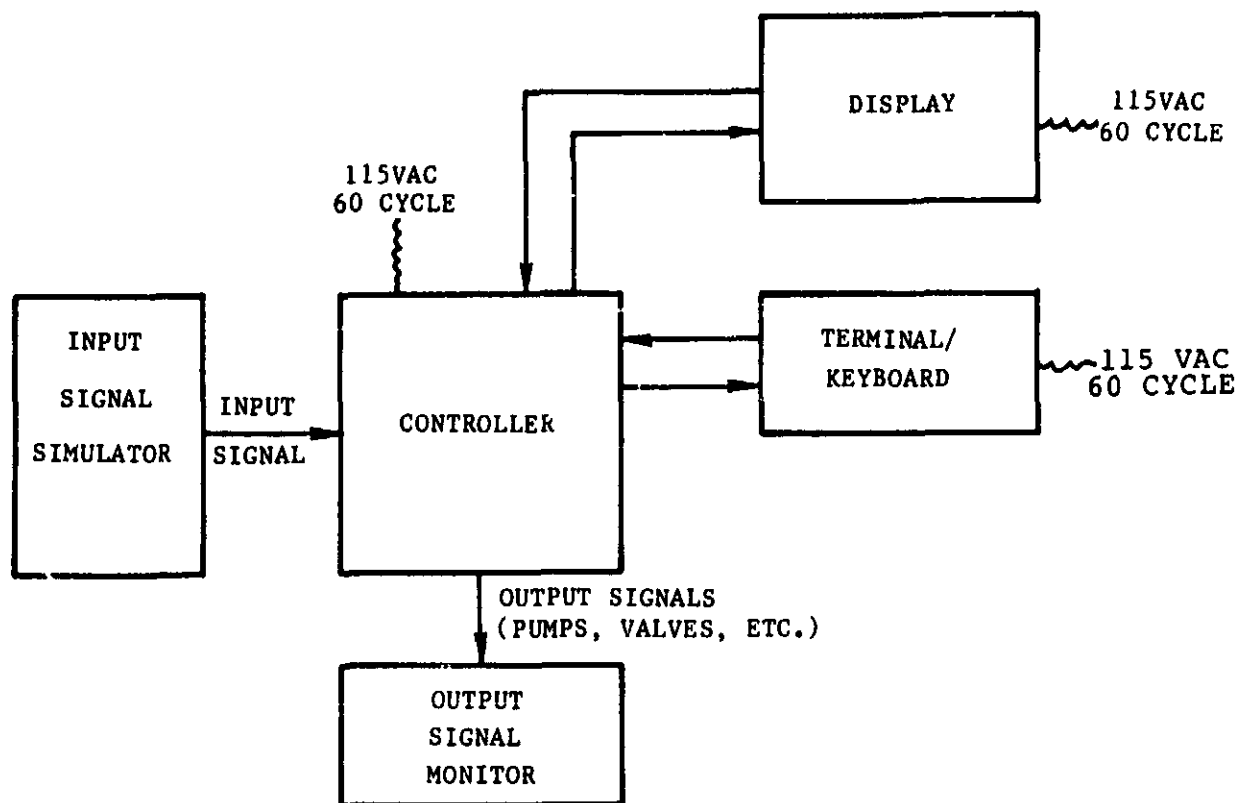 DISPLAY
115VAC
60 CYCLE
115VAC
60 CYCLE
INPUT
SIGNAL
SIMULATOR
INPUT
SIGNAL
CONTROLLER
TERMINAL/
KEYBOARD
115 VAC
60 CYCLE
OUTPUT SIGNALS
(PUMPS, VALVES, ETC.)
OUTPUT
SIGNAL
MONITOR